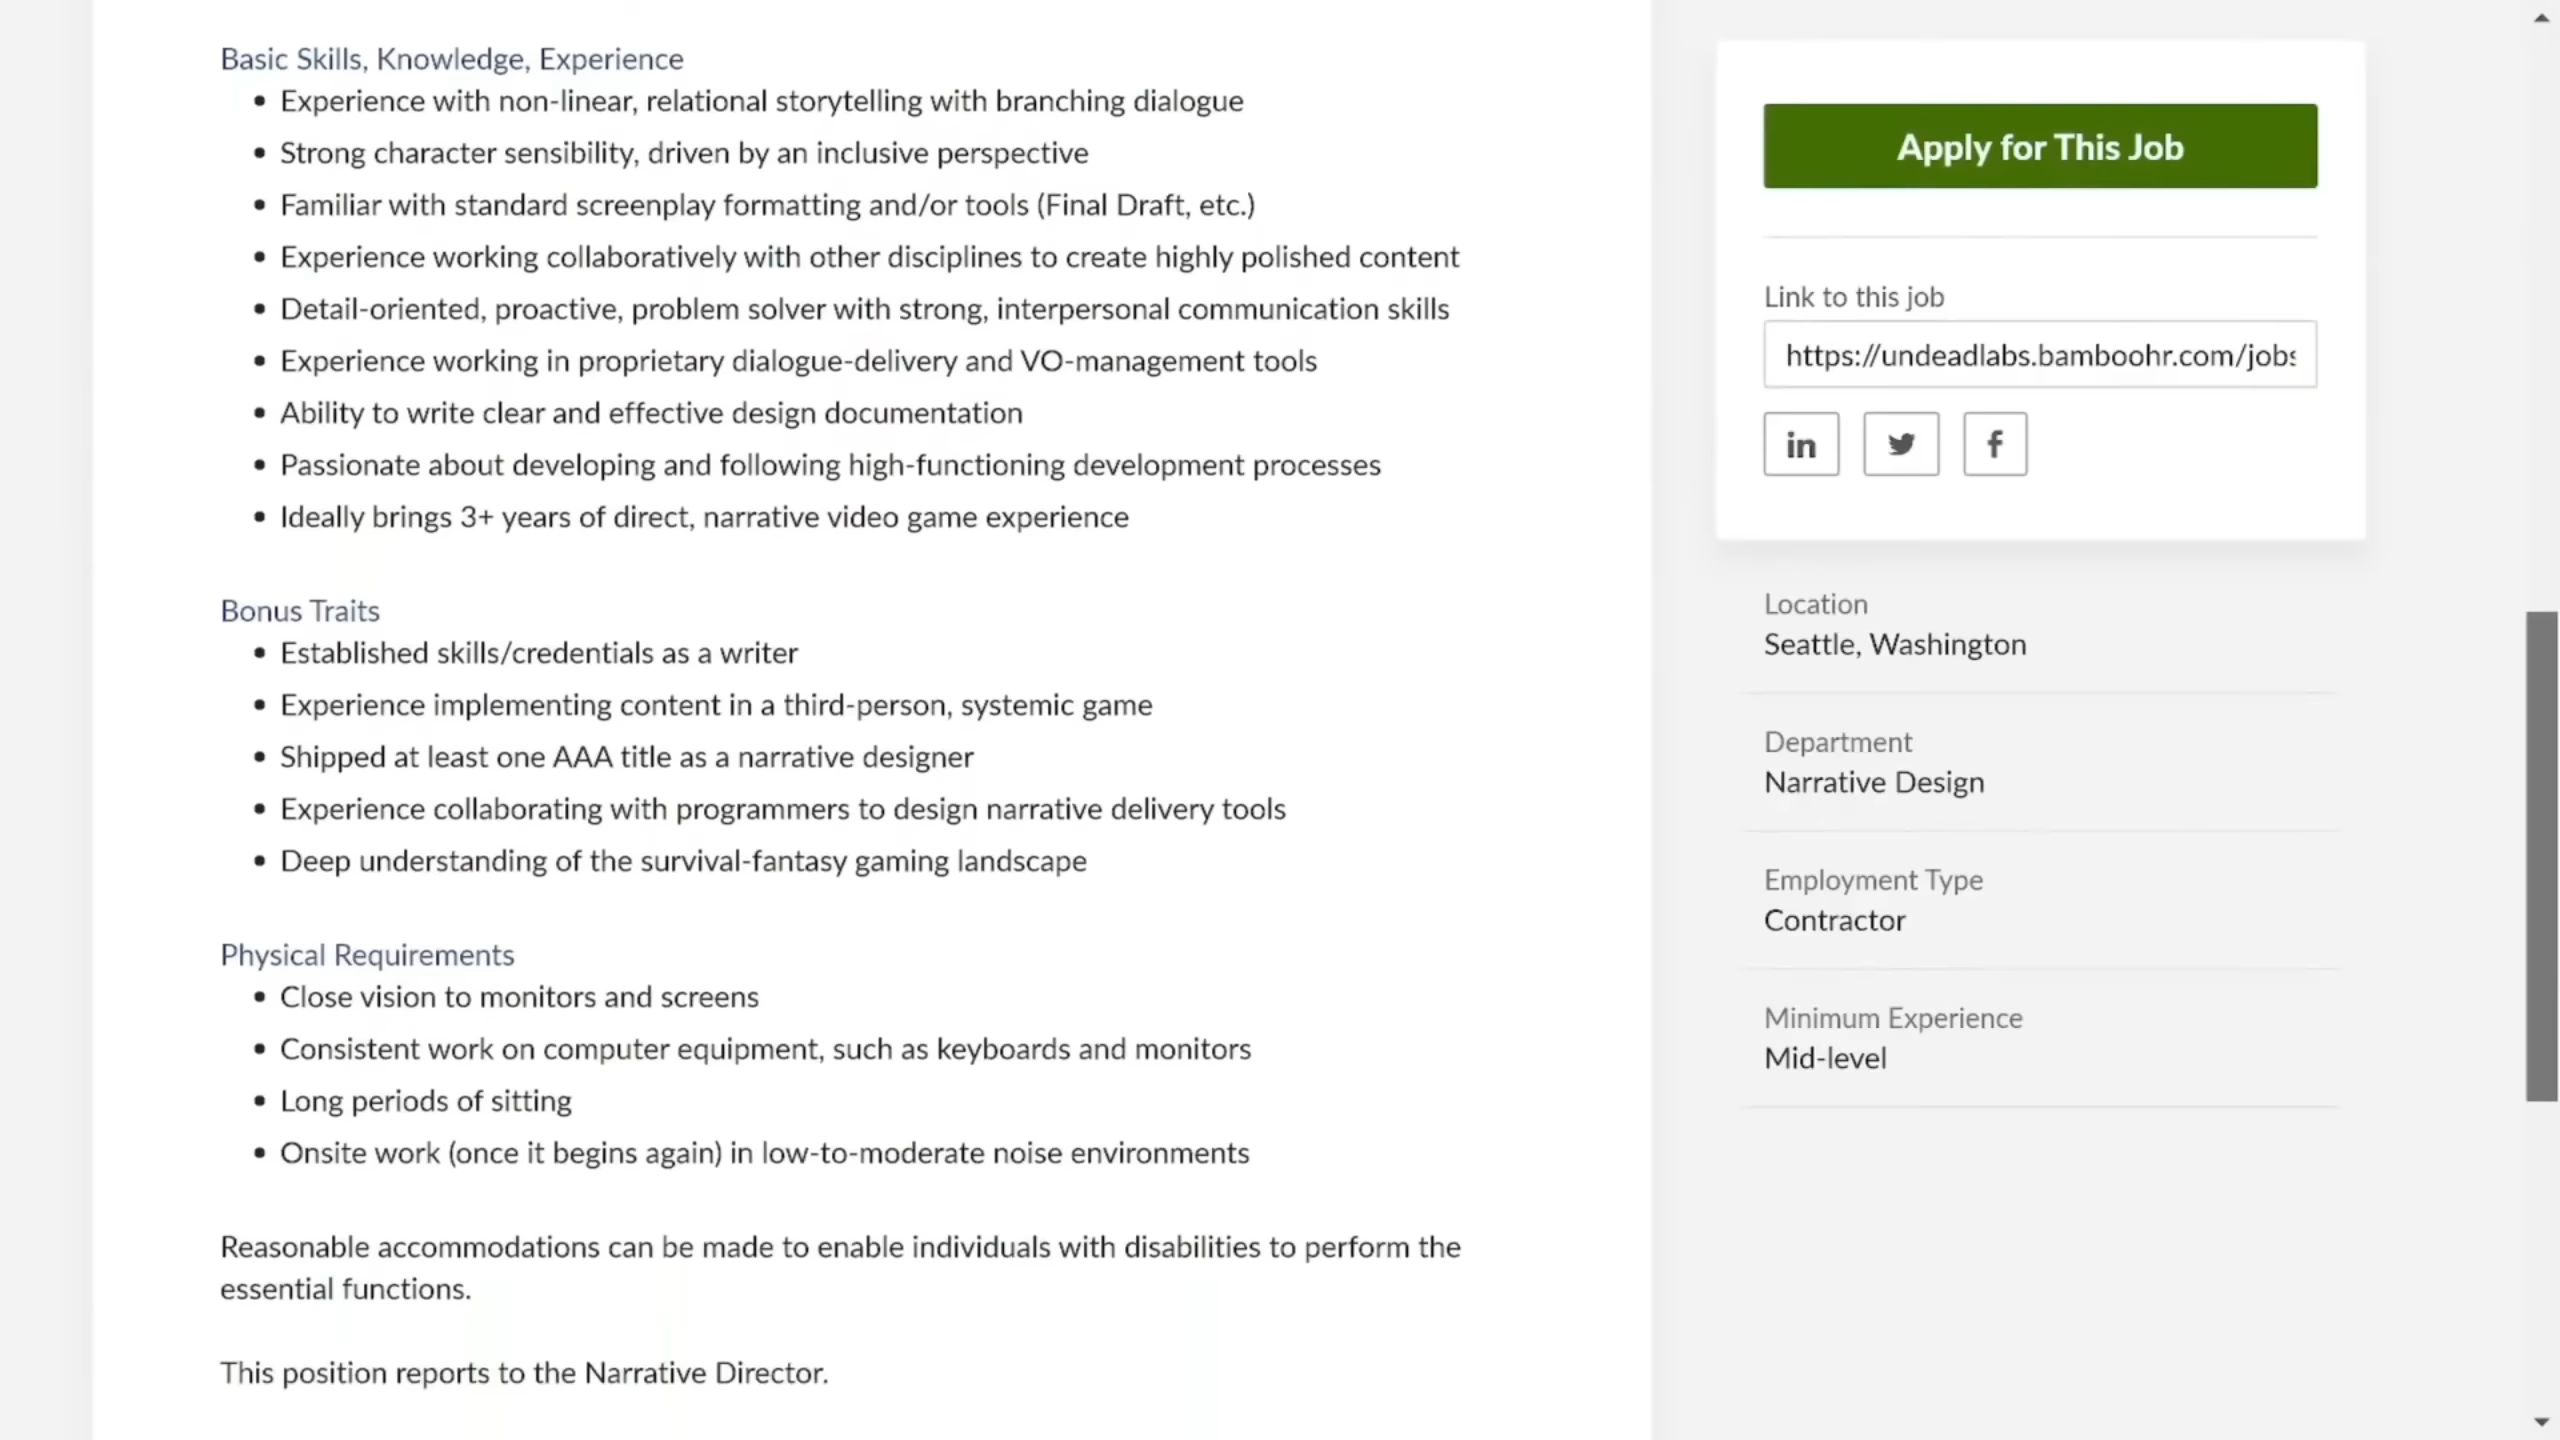 Basic Skills, Knowledge, Experience
• Experience with non-linear, relational storytelling with branching dialogue
• Strong character sensibility, driven by an inclusive perspective
• Familiar with standard screenplay formatting and/or tools (Final Draft, etc.)
• Experience working collaboratively with other disciplines to create highly polished content
• Detail-oriented, proactive, problem solver with strong, interpersonal communication skills
• Experience working in proprietary dialogue-delivery and VO-management tools
• Ability to write clear and effective design documentation
• Passionate about developing and following high-functioning development processes
• Ideally brings 3+ years of direct, narrative video game experience
Bonus Traits
• Established skills/credentials as a writer
• Experience implementing content in a third-person, systemic game
• Shipped at least one AAA title as a narrative designer
• Experience collaborating with programmers to design narrative delivery tools
• Deep understanding of the survival-fantasy gaming landscape
Physical Requirements
• Close vision to monitors and screens
• Consistent work on computer equipment, such as keyboards and monitors
• Long periods of sitting
• Onsite work (once it begins again) in low-to-moderate noise environments
Reasonable accommodations can be made to enable individuals with disabilities to perform the
essential functions.
This position reports to the Narrative Director.
Apply for This Job
Link to this job
https://undeadlabs.bamboohr.com/jobs
in
f
Location
Seattle, Washington
Department
Narrative Design
Employment Type
Contractor
Minimum Experience
Mid-level